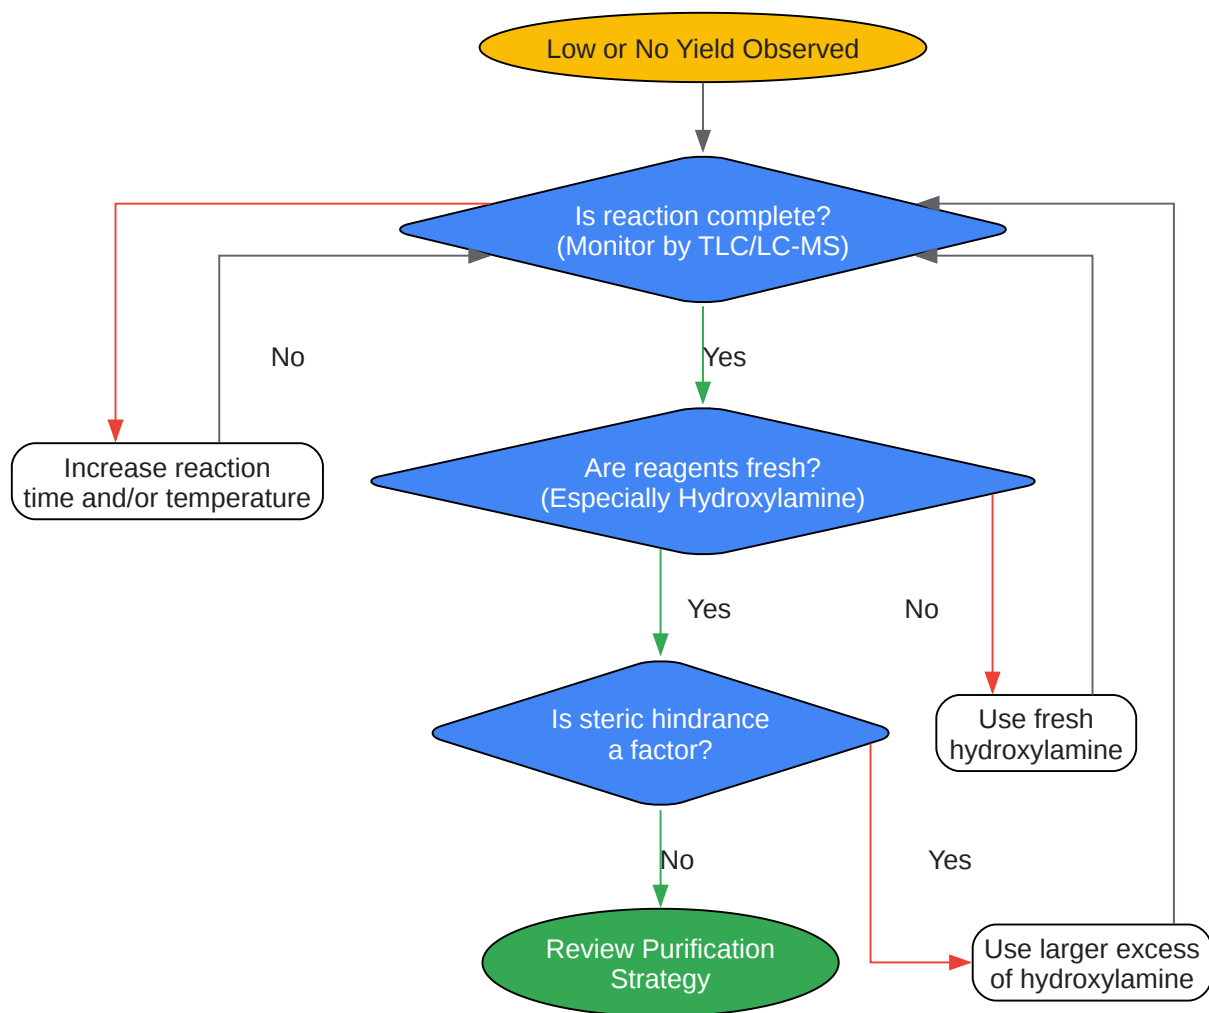 Low or No Yield Observed
Is reaction complete?
(Monitor by TLC/LC-MS)
No
Yes
Increase reaction
time and/or temperature
Are reagents fresh?
(Especially Hydroxylamine)
Yes
No
Is steric hindrance
a factor?
Use fresh
hydroxylamine
No
Yes
Review Purification
Strategy
Use larger excess
of hydroxylamine